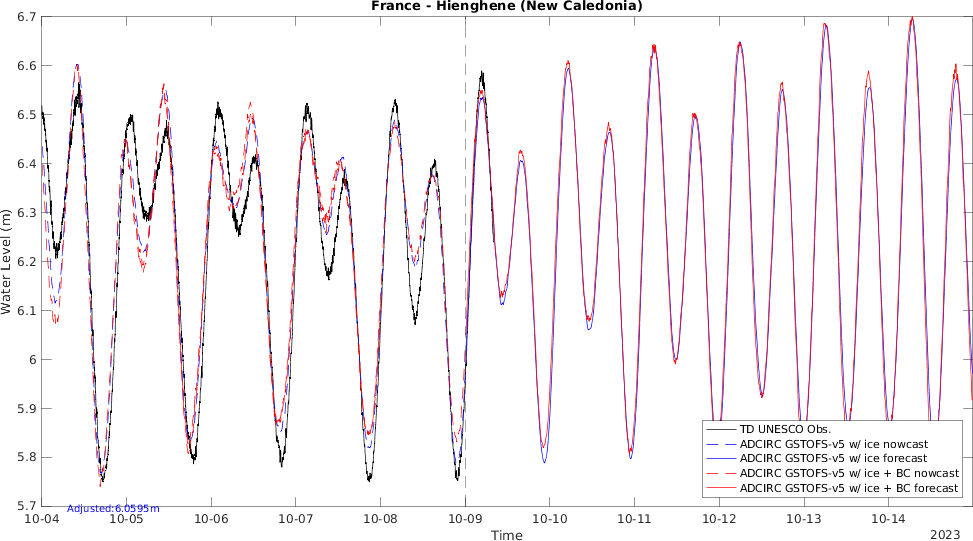 France - Hienghene (New Caledonia)
6.7
6.6
6.5
6.4
6.3
6.2
6.1
6
5.9
5.8
5.7
Water Level (m)
TD UNESCO Obs.
ADCIRC GSTOFS-v5 w/ ice nowcast
ADCIRC GSTOFS-v5 w/ ice forecast
ADCIRC GSTOFS-v5 w/ ice + BC nowcast
ADCIRC GSTOFS-v5 w/ ice + BC forecast
Adjusted:6.0595m
10-04 10-05 10-06 10-07 10-08 10-09 10-10 10-11 10-12 10-13 10-14
Time
2023